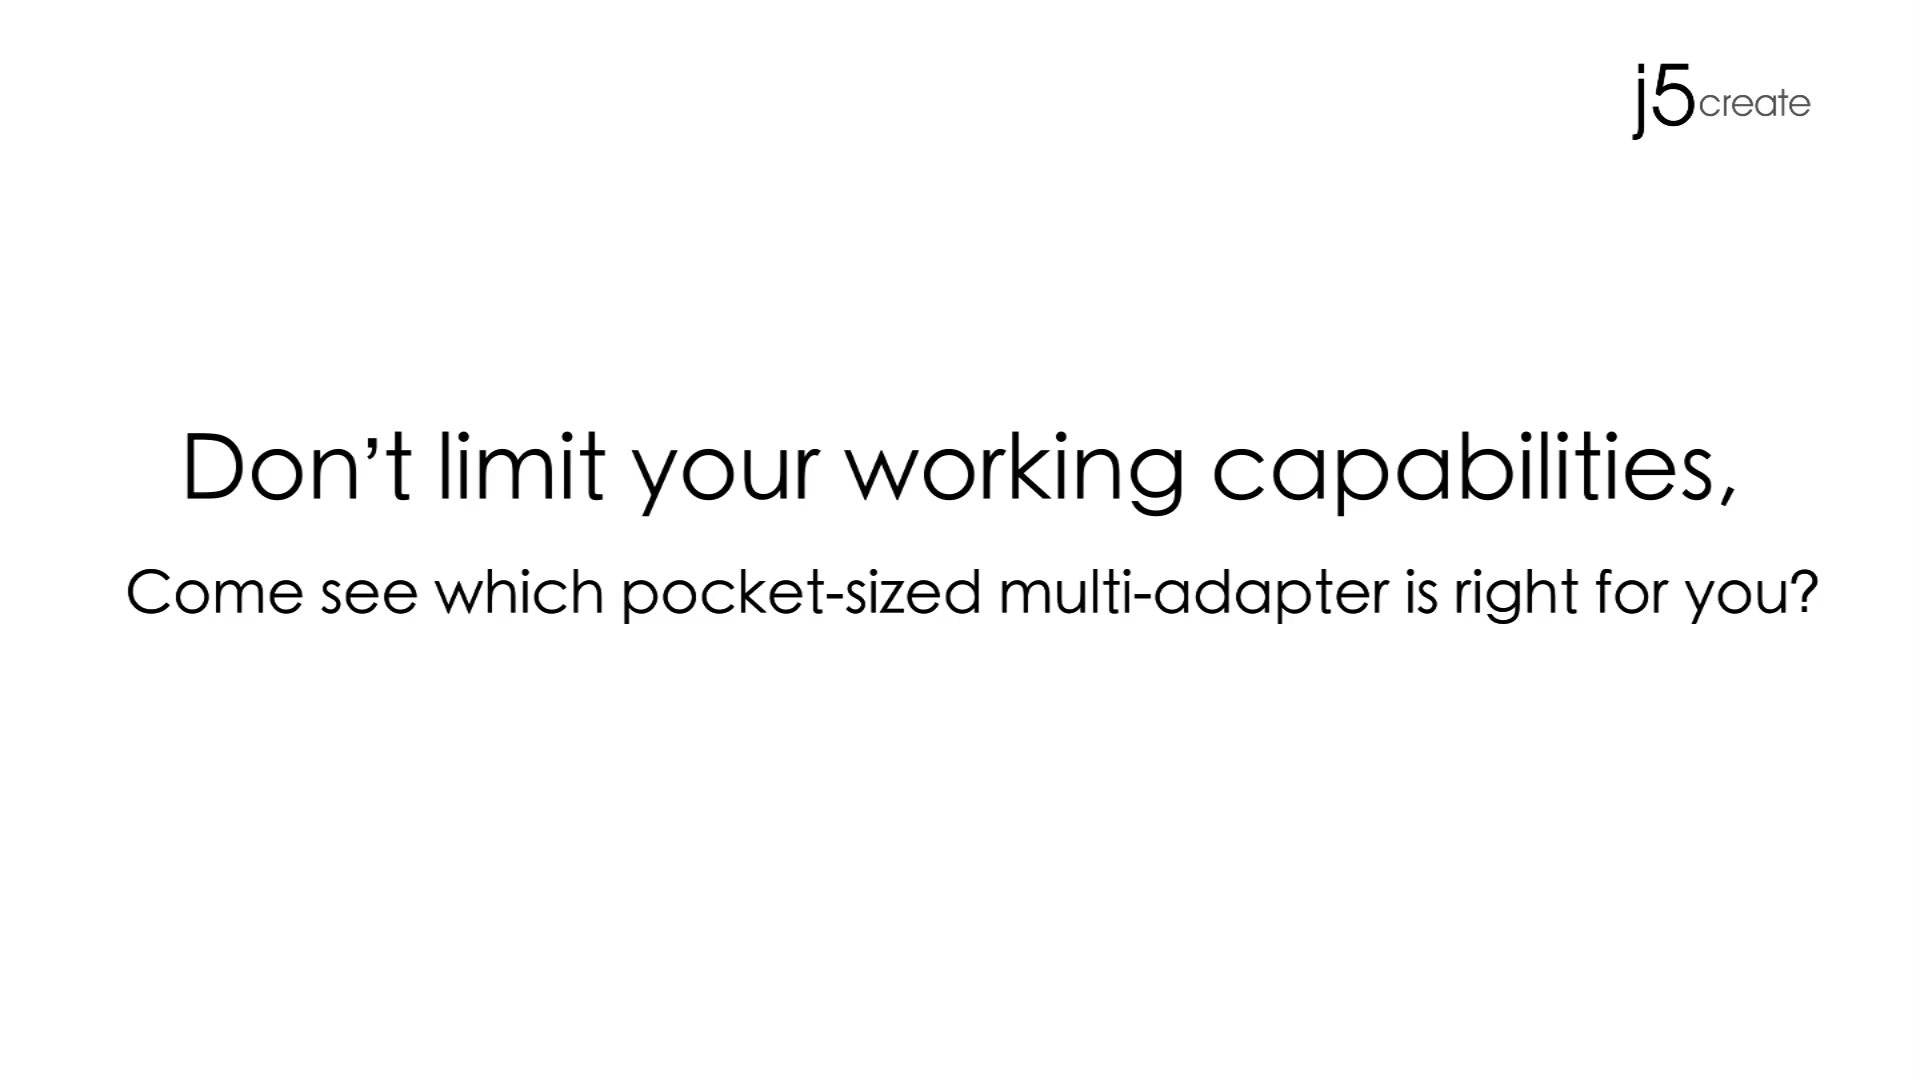 j5create
Don’t limit your working capabilities,
Come see which pocket-sized multi-adapter is right for you?